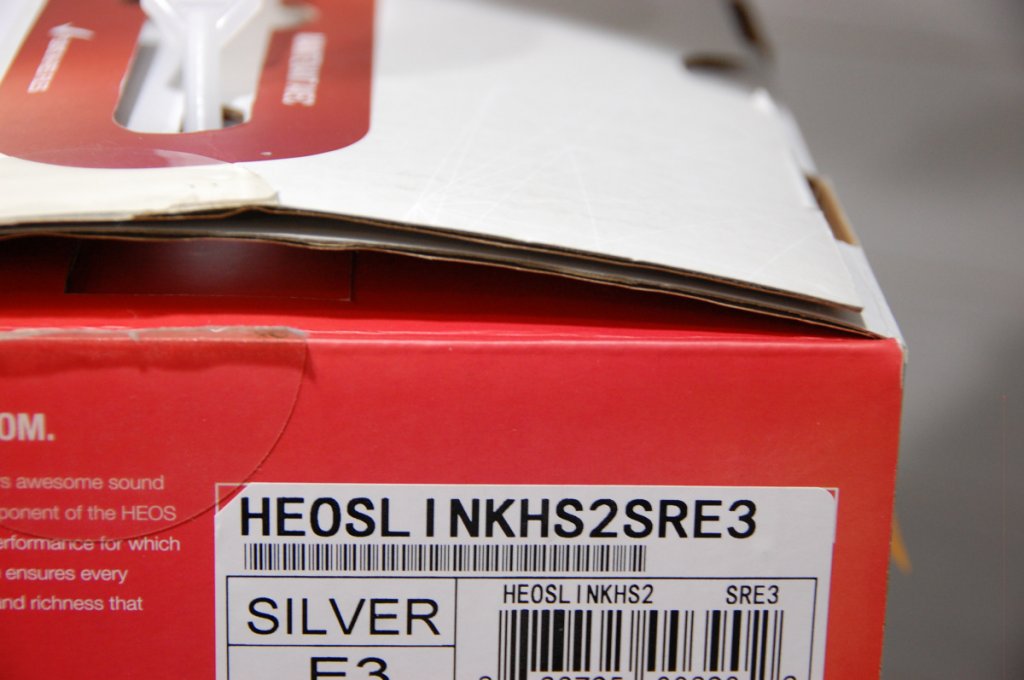 OM.
s awesome sound
ponent of the HEOS
erformance for which
ensures every
nd richness that
HEOSLINKHS2SRE3
SILVER
E3
HEOSLINKHS2 SRE3